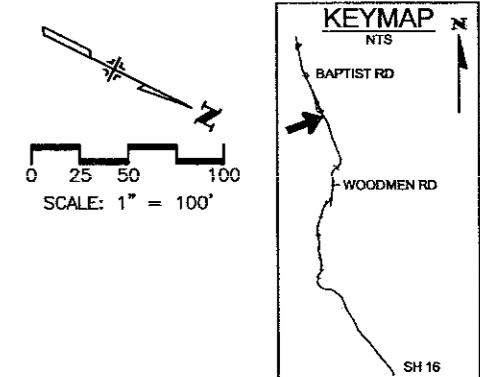 N
0 25 50 100
SCALE: 1" = 100'
KEYMAP
NTS
N
BAPTIST RD
WOODMEN RD
SH 16